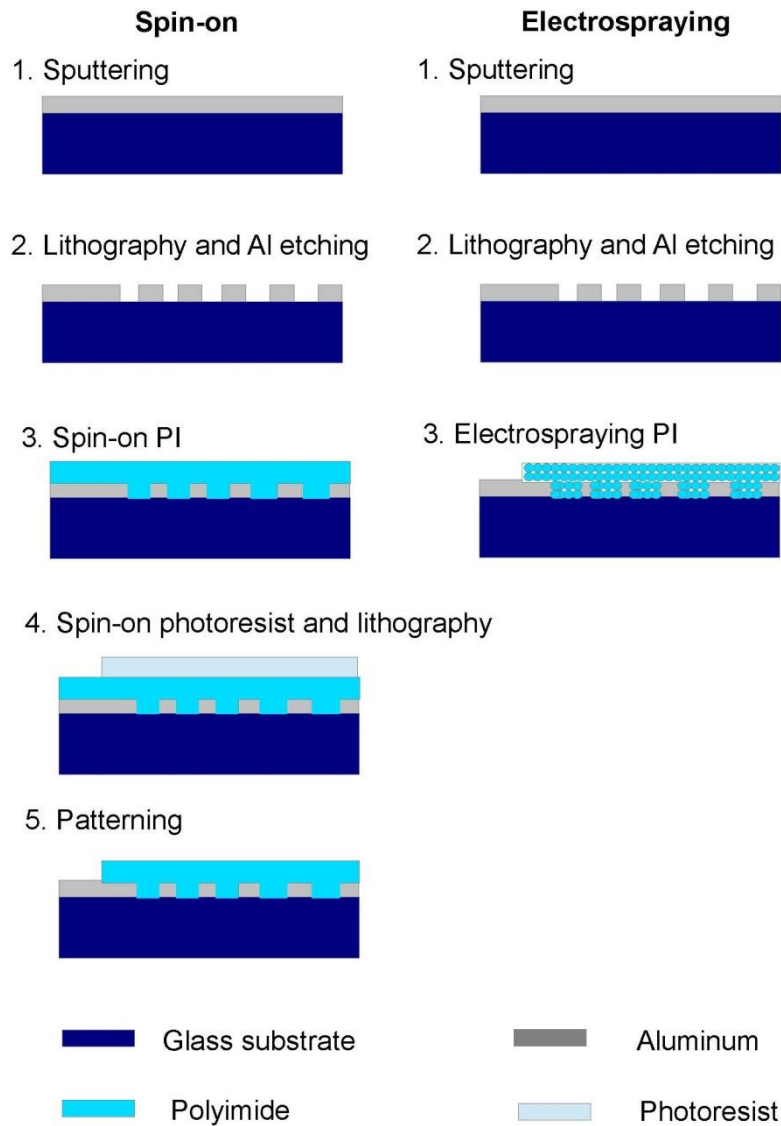 Spin-on
Electrospraying
1. Sputtering
1. Sputtering
2. Lithography and Al etching
2. Lithography and Al etching
3. Spin-on PI
3. Electrospraying PI
4. Spin-on photoresist and lithography
5. Patterning
Glass substrate
Aluminum
Polyimide
Photoresist